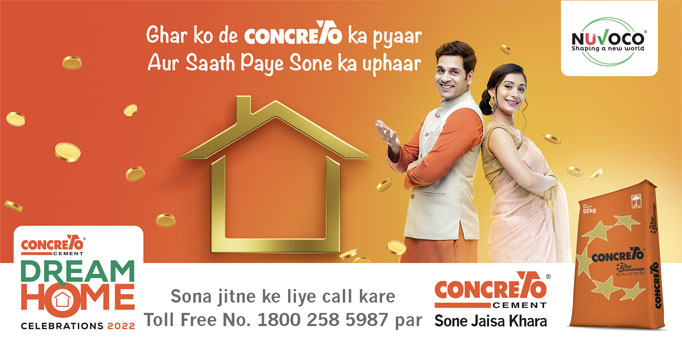 Ghar ko de CONCRETO ka pyaar
Aur Saath Paye Sone ka uphaar
NUVOCO
Shaping a new world
CONCRETO
CEMENT
DREAM
HOME
CELEBRATIONS 2022
Sona jitne ke liye call kare
Toll Free No. 1800 258 5987 par
CONCRETO
CEMENT
Sone Jaisa Khara
50kg
CONCRETO